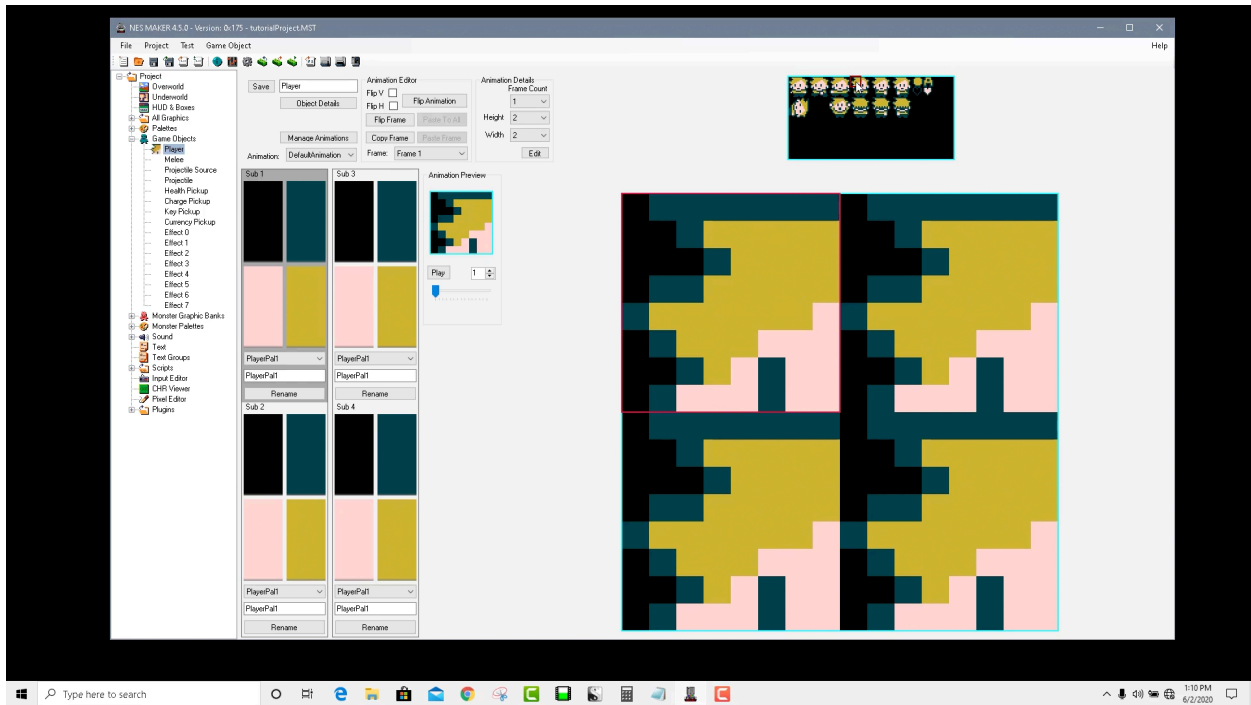 NES MAKER 4.5.0 - Version: 0x175 - tutorialProject.MST
File Project Test Game Object Help
Project
Overworld
Underworld
HUD & Boxes
All Graphics
Palettes
Game Objects
Player
Melee
Projectile Source
Projectile
Health Pickup
Charge Pickup
Key Pickup
Currency Pickup
Effect 0
Effect 1
Effect 2
Effect 3
Effect 4
Effect 5
Effect 6
Effect 7
Monster Graphic Banks
Monster Palettes
Sound
Text
Text Groups
Scripts
Input Editor
CHR Viewer
Pixel Editor
Plugins
Save Player
Object Details
Manage Animations
Animation: DefaultAnimation
Animation Editor
Flip V
Flip H Flip Animation
Flip Frame Paste To All
Copy Frame Paste Frame
Frame: Frame 1
Animation Details
Frame Count
1
Height 2
Width 2
Edit
Sub 1
PlayerPal1
PlayerPal1
Rename
Sub 3
PlayerPal1
PlayerPal1
Rename
Sub 2
PlayerPal1
PlayerPal1
Rename
Sub 4
PlayerPal1
PlayerPal1
Rename
Animation Preview
Play 1
Type here to search
1:10 PM
6/2/2020